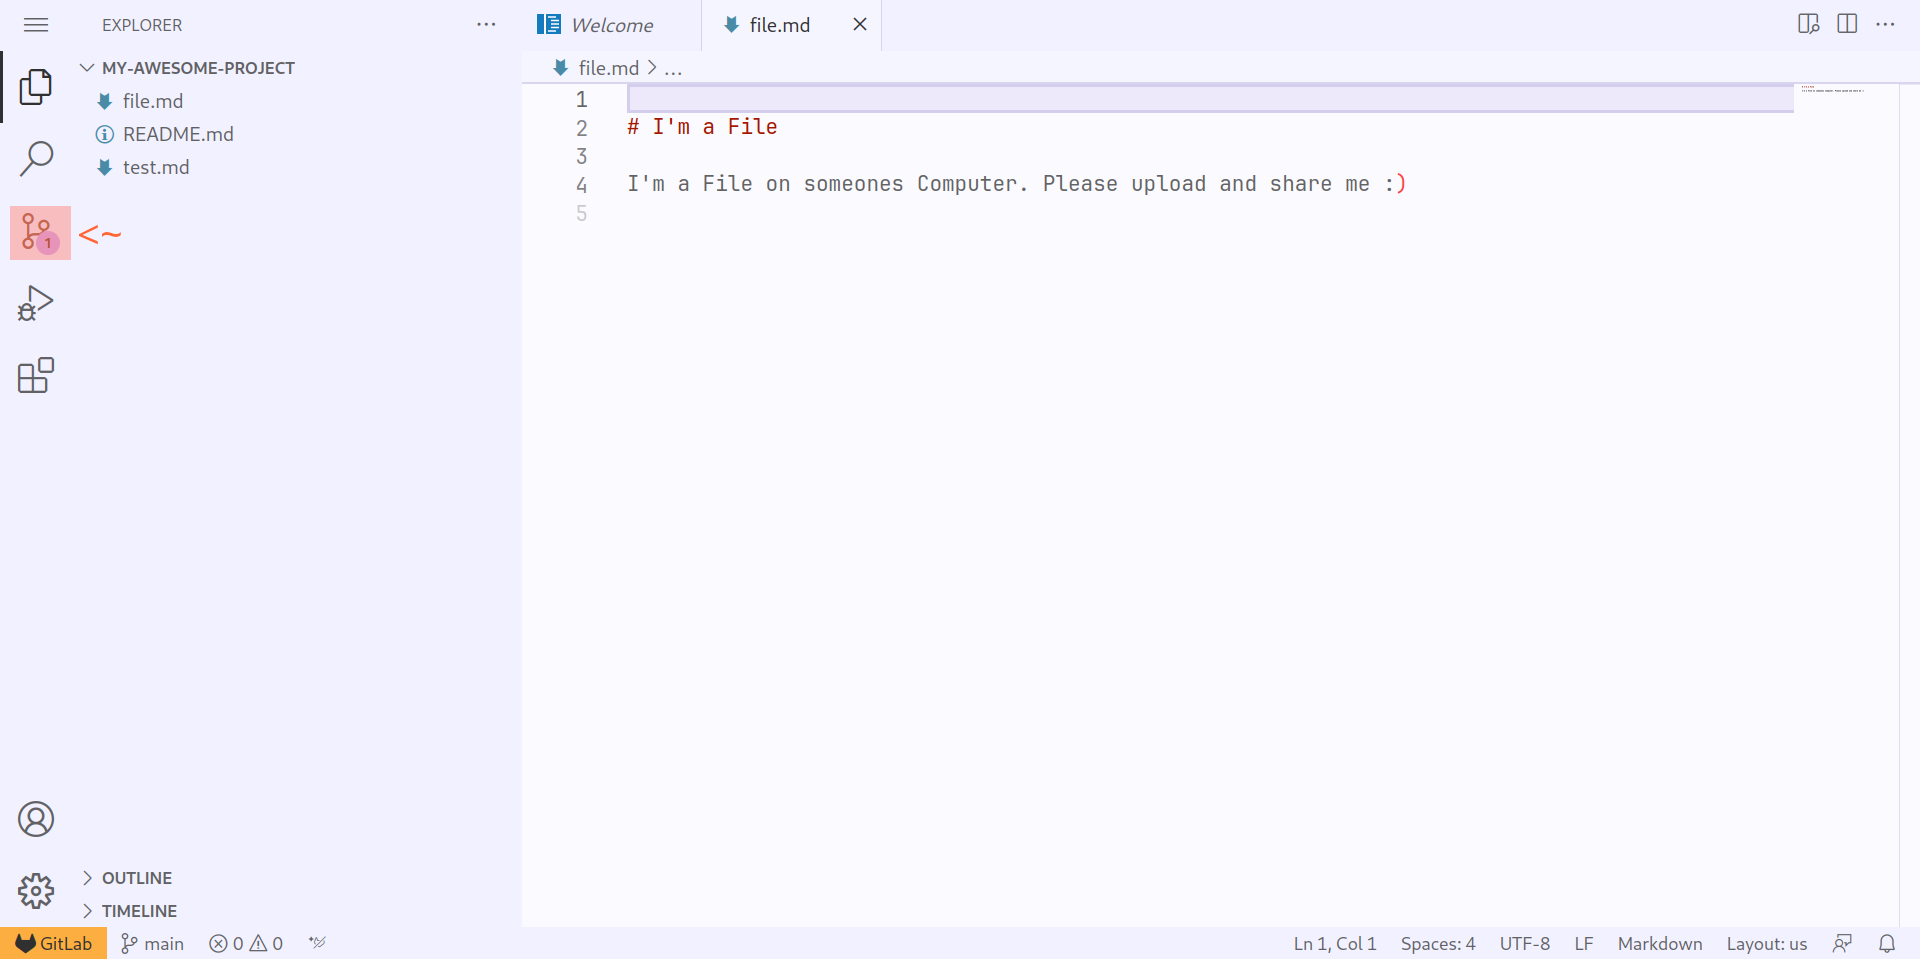 EXPLORER
MY-AWESOME-PROJECT
file.md
README.md
test.md
1
<~
OUTLINE
TIMELINE
Welcome
file.md
file.md > ...
1
2 # I'm a File
3
4 I'm a File on someones Computer. Please upload and share me :)
5
GitLab main 0 0
Ln 1, Col 1 Spaces: 4 UTF-8 LF Markdown Layout: us